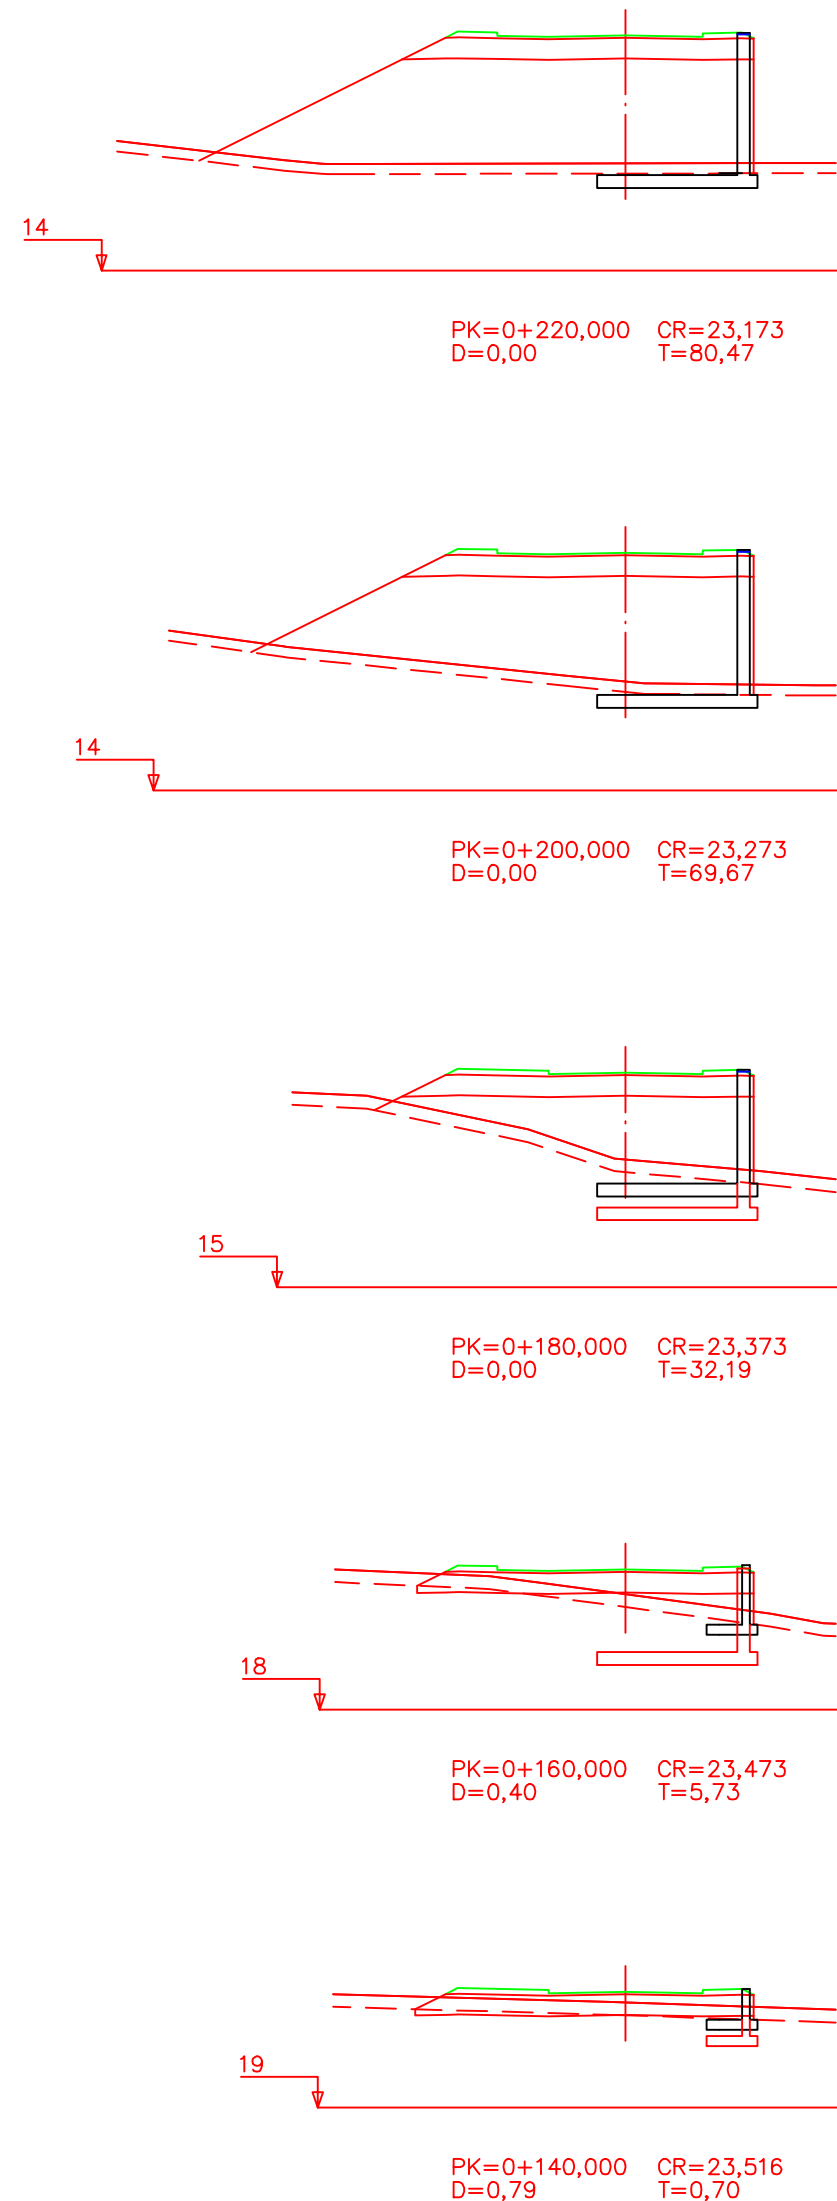 14
PK=0+220,000 CR=23,173
D=0,00 T=80,47
14
PK=0+200,000 CR=23,273
D=0,00 T=69,67
15
PK=0+180,000 CR=23,373
D=0,00 T=32,19
18
PK=0+160,000 CR=23,473
D=0,40 T=5,73
19
PK=0+140,000 CR=23,516
D=0,79 T=0,70